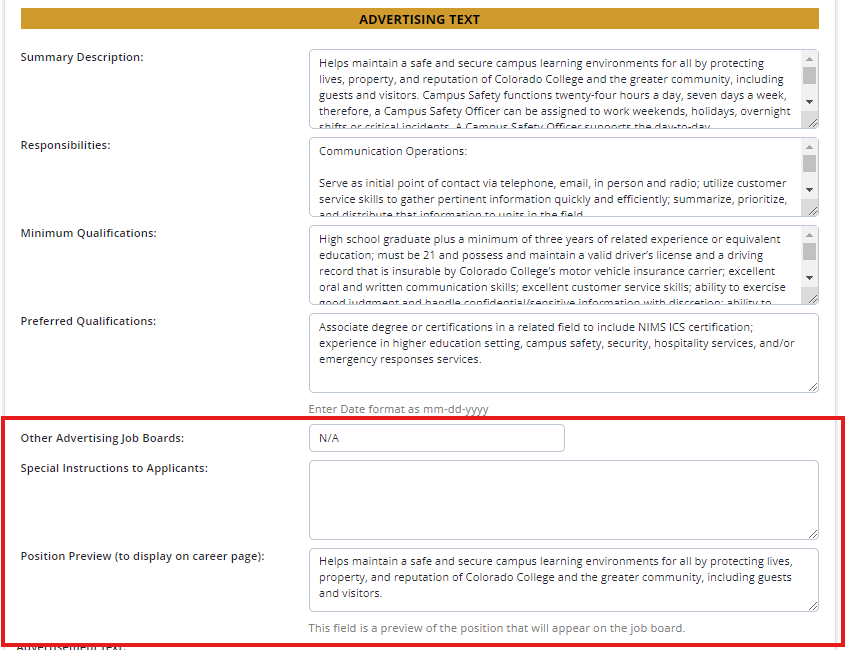 ADVERTISING TEXT
Summary Description:
Helps maintain a safe and secure campus learning environments for all by protecting
lives, property, and reputation of Colorado College and the greater community, including
guests and visitors. Campus Safety functions twenty-four hours a day, seven days a week,
therefore, a Campus Safety Officer can be assigned to work weekends, holidays, overnight
shifts or critical incidents. A Campus Safety Officer supports the day-to-day
Responsibilities:
Communication Operations:
Serve as initial point of contact via telephone, email, in person and radio; utilize customer
service skills to gather pertinent information quickly and efficiently; summarize, prioritize,
and distribute that information to units in the field.
Minimum Qualifications:
High school graduate plus a minimum of three years of related experience or equivalent
education; must be 21 and possess and maintain a valid driver's license and a driving
record that is insurable by Colorado College's motor vehicle insurance carrier; excellent
oral and written communication skills; excellent customer service skills; ability to exercise
good judgment and handle confidential/sensitive information with discretion; ability to
Preferred Qualifications:
Associate degree or certifications in a related field to include NIMS ICS certification;
experience in higher education setting, campus safety, security, hospitality services, and/or
emergency responses services.
Enter Date format as mm-dd-yyyy
Other Advertising Job Boards:
N/A
Special Instructions to Applicants:
Position Preview (to display on career page):
Helps maintain a safe and secure campus learning environments for all by protecting lives,
property, and reputation of Colorado College and the greater community, including guests
and visitors.
This field is a preview of the position that will appear on the job board.
Advertisement Text: